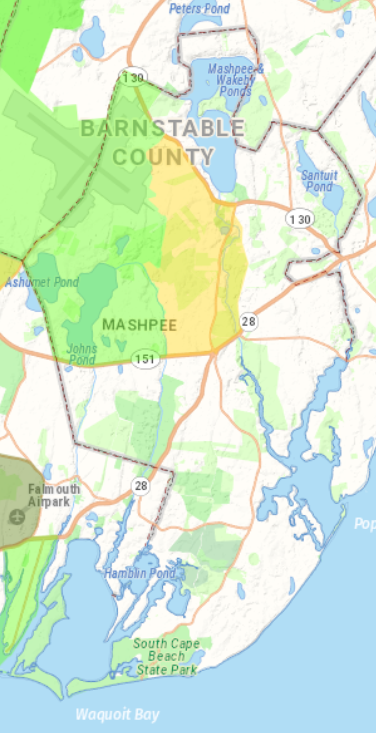 Peters Pond
130
Mashpee &
Wakeby
Ponds
BARNSTABLE
COUNTY
Santuit
Pond
130
Ashumet Pond
28
MASHPEE
Johns
Pond
151
28
Falmouth
Airpark
Pop
Hamblin Pond
South Cape
Beach
State Park
Waquoit Bay